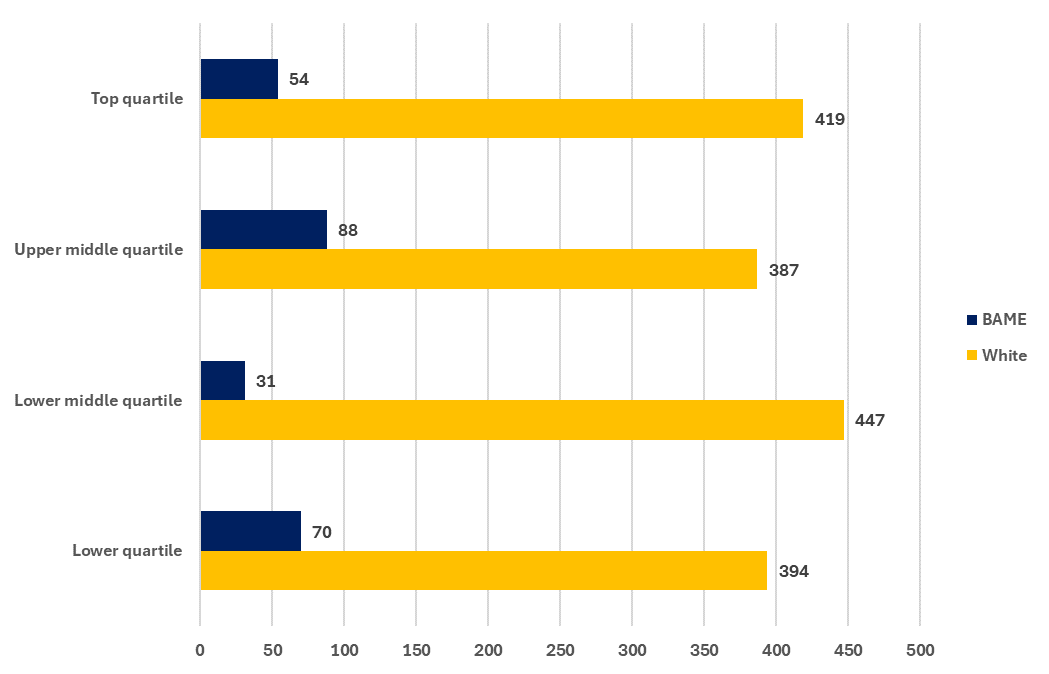 54
Top quartile
419
88
Upper middle quartile
387
BAME
White
31
Lower middle quartile
447
70
Lower quartile
394
0 50 100 150 200 250 300 350 400 450 500